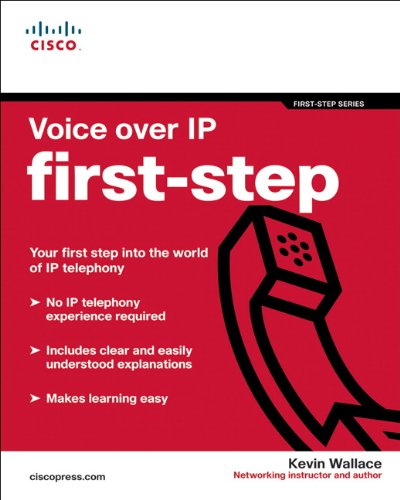 CISCO
FIRST-STEP SERIES
Voice over IP
first-step
Your first step into the world
of IP telephony
➤ No IP telephony
experience required
➤ Includes clear and easily
understood explanations
➤ Makes learning easy
ciscopress.com
Kevin Wallace
Networking instructor and author